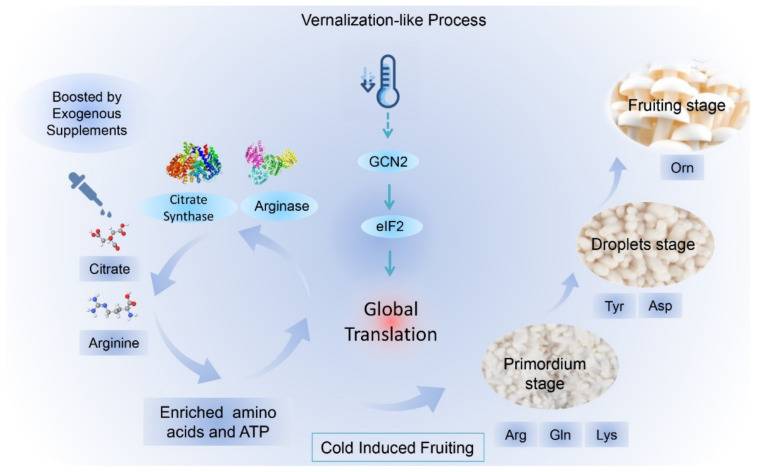 Vernalization-like Process
Boosted by
Exogenous
Supplements
Citrate
Synthase
Arginase
Citrate
Arginine
Enriched amino
acids and ATP
GCN2
eIF2
Global
Translation
Cold Induced Fruiting
Primordium
stage
Arg
Gln
Lys
Droplets stage
Tyr
Asp
Fruiting stage
Orn